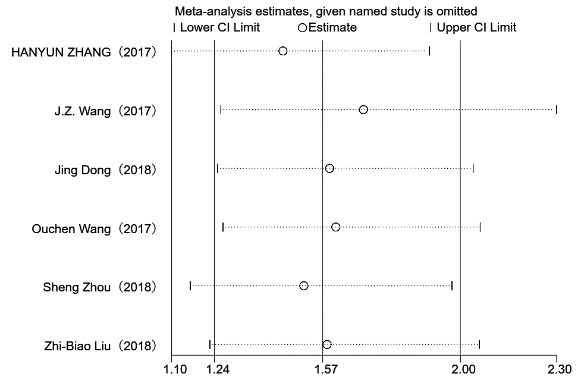 Meta-analysis estimates, given named study is omitted
| Lower CI Limit ○Estimate | Upper CI Limit
HANYUN ZHANG（2017）
J.Z. Wang（2017）
Jing Dong（2018）
Ouchen Wang（2017）
Sheng Zhou（2018）
Zhi-Biao Liu（2018）
1.10 1.24 1.57 2.00 2.30